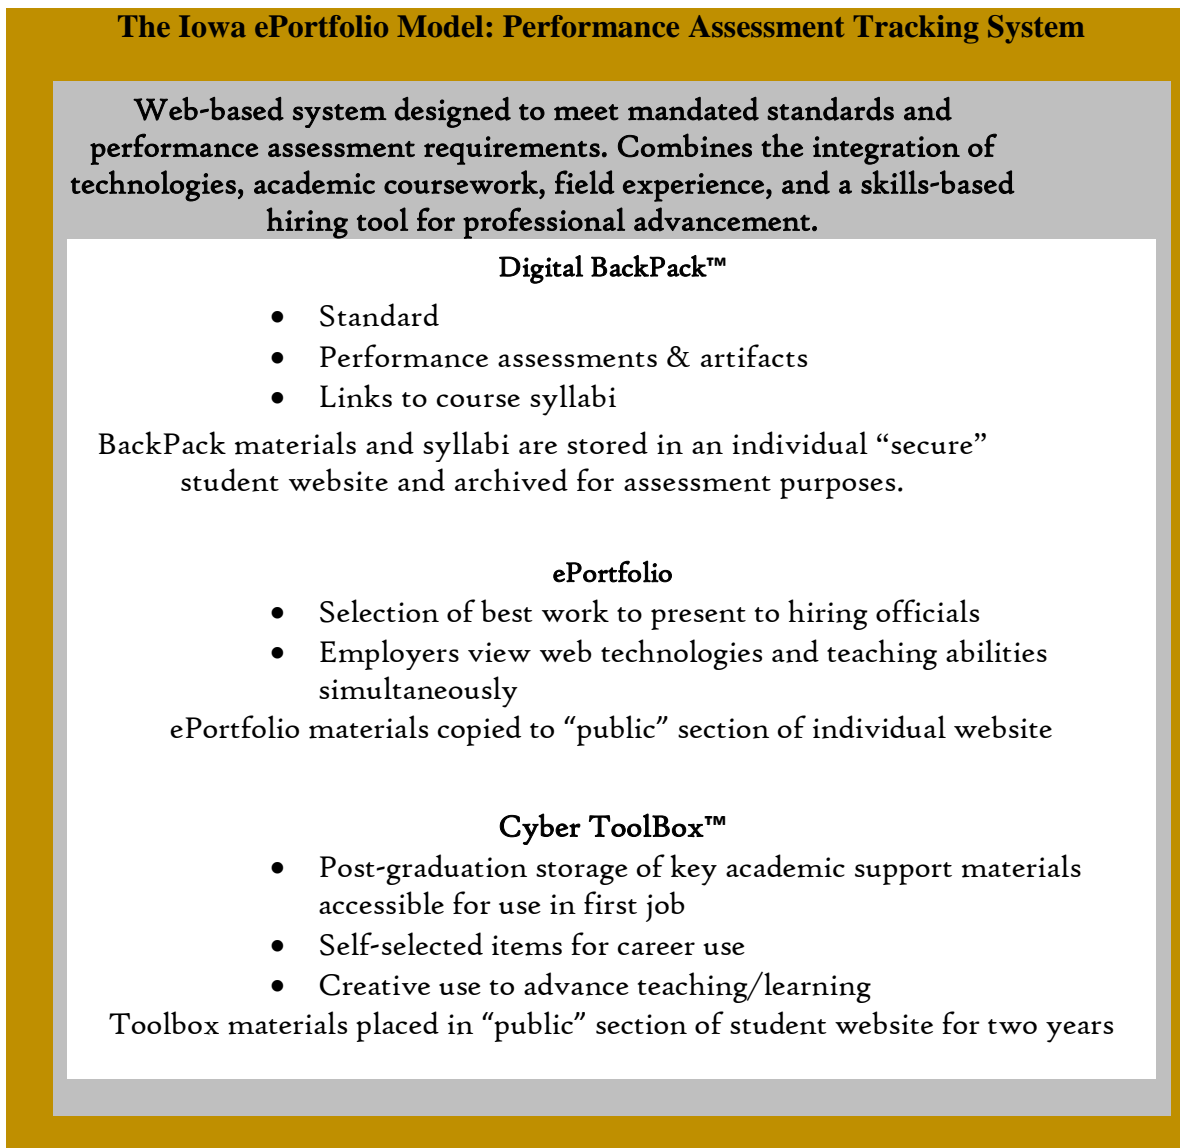 The Iowa ePortfolio Model: Performance Assessment Tracking System
Web-based system designed to meet mandated standards and
performance assessment requirements. Combines the integration of
technologies, academic coursework, field experience, and a skills-based
hiring tool for professional advancement.
Digital BackPack™
• Standard
• Performance assessments & artifacts
• Links to course syllabi
BackPack materials and syllabi are stored in an individual “secure”
student website and archived for assessment purposes.
ePortfolio
• Selection of best work to present to hiring officials
• Employers view web technologies and teaching abilities
simultaneously
ePortfolio materials copied to “public” section of individual website
Cyber ToolBox™
• Post-graduation storage of key academic support materials
accessible for use in first job
• Self-selected items for career use
• Creative use to advance teaching/learning
Toolbox materials placed in “public” section of student website for two years